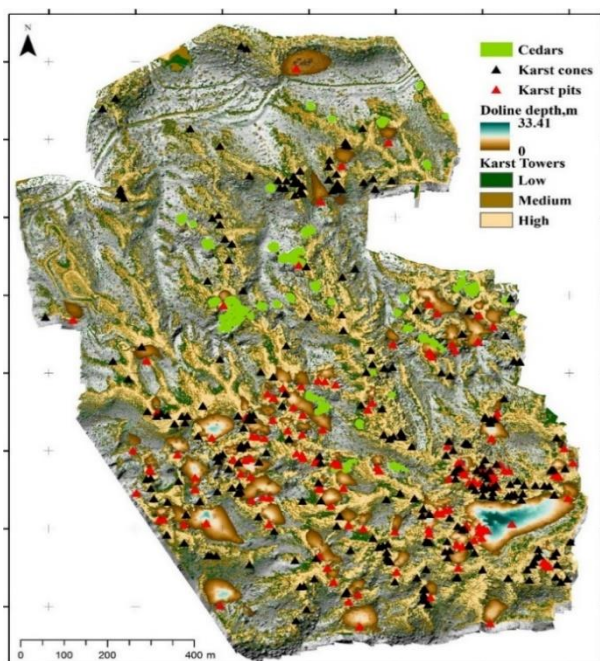 N
Cedars
Karst cones
Karst pits
Doline depth,m
33.41
0
Karst Towers
Low
Medium
High
0 100 200 400 m